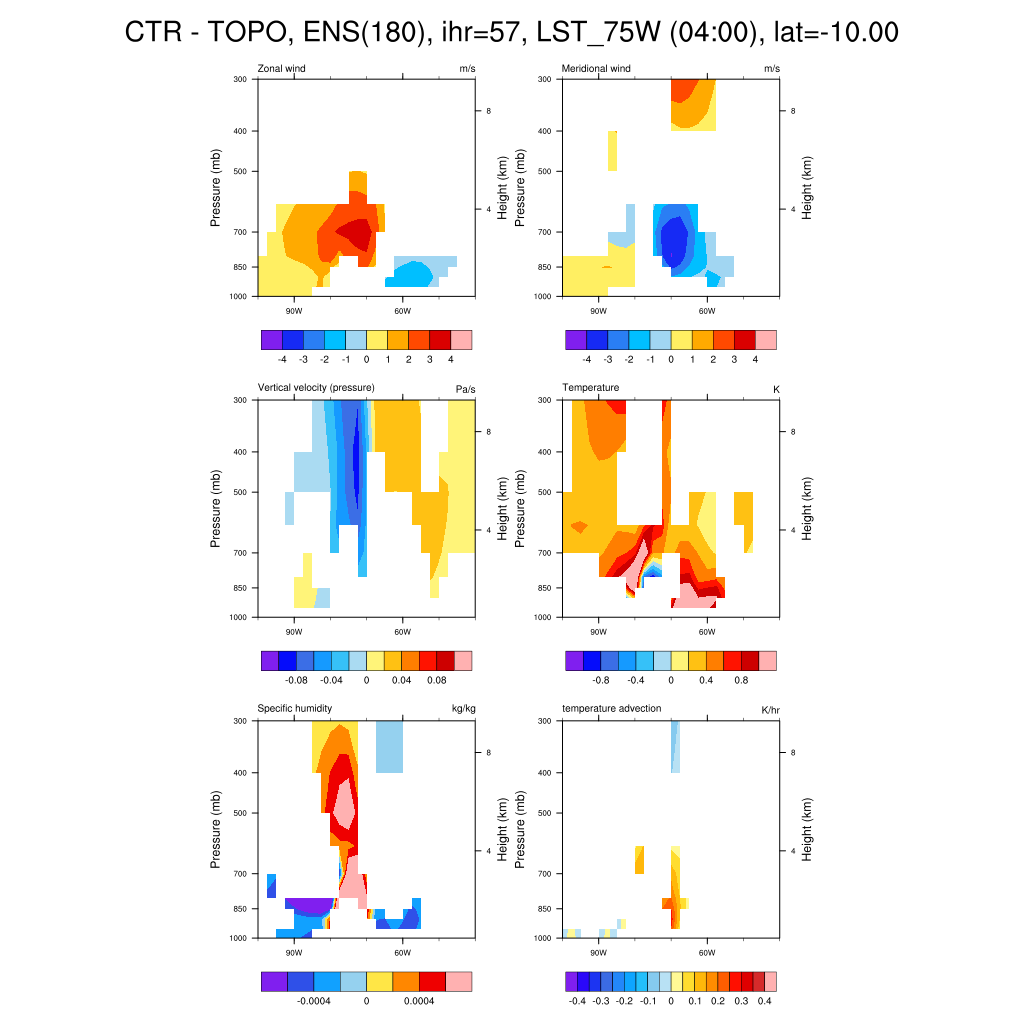 CTR - TOPO, ENS(180), ihr=57, LST_75W (04:00), lat=-10.00
Zonal wind m/s
300
400
500
700
850
1000
Pressure (mb)
8
4
Height (km)
90W 60W
-4 -3 -2 -1 0 1 2 3 4
Meridional wind m/s
300
400
500
700
850
1000
Pressure (mb)
8
4
Height (km)
90W 60W
-4 -3 -2 -1 0 1 2 3 4
Vertical velocity (pressure) Pa/s
300
400
500
700
850
1000
Pressure (mb)
8
4
Height (km)
90W 60W
-0.08 -0.04 0 0.04 0.08
Temperature K
300
400
500
700
850
1000
Pressure (mb)
8
4
Height (km)
90W 60W
-0.8 -0.4 0 0.4 0.8
Specific humidity kg/kg
300
400
500
700
850
1000
Pressure (mb)
8
4
Height (km)
90W 60W
-0.0004 0 0.0004
temperature advection K/hr
300
400
500
700
850
1000
Pressure (mb)
8
4
Height (km)
90W 60W
-0.4 -0.3 -0.2 -0.1 0 0.1 0.2 0.3 0.4